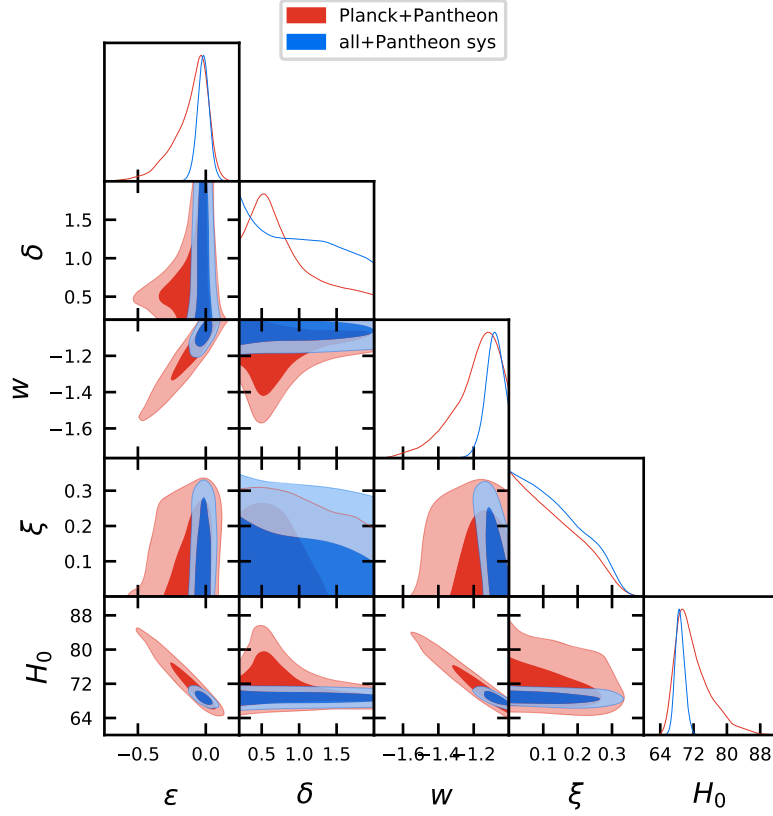 Planck+Pantheon
all+Pantheon sys
δ
1.5
1.0
0.5
w
−1.2
−1.4
−1.6
ξ
0.3
0.2
0.1
H₀
88
80
72
64
−0.5 0.0 0.5 1.0 1.5 −1.6 −1.4 −1.2 0.1 0.2 0.3 64 72 80 88
ε δ w ξ H₀